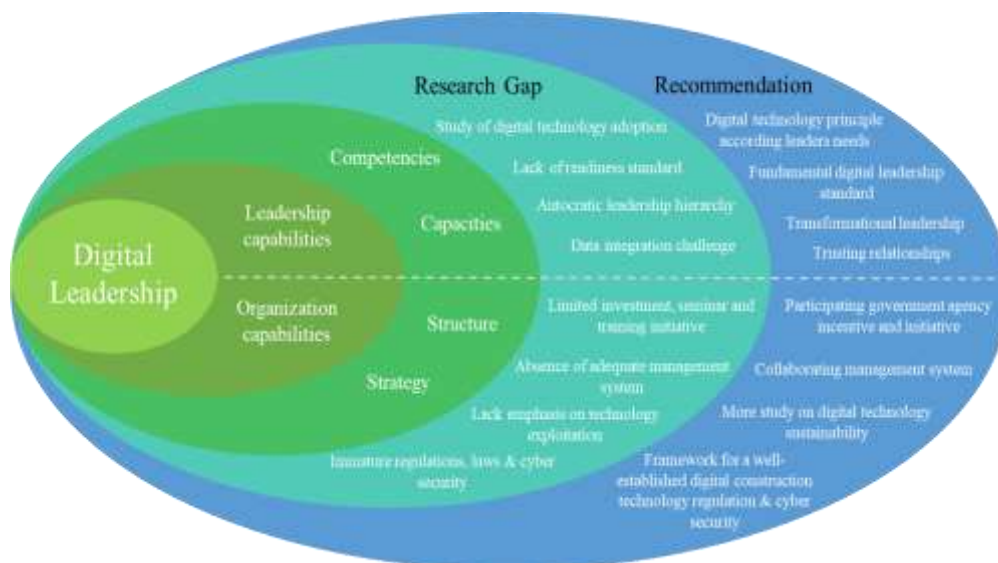 Digital
Leadership
Leadership
capabilities
Organization
capabilities
Competencies
Capacities
Structure
Strategy
Research Gap
Study of digital technology adoption
Lack of readiness standard
Autocratic leadership hierarchy
Data integration challenge
Limited investment, seminar and
training initiative
Absence of adequate management
system
Lack emphasis on technology
exploitation
Immature regulations, laws & cyber
security
Recommendation
Digital technology principle
according leaders needs
Fundamental digital leadership
standard
Transformational leadership
Trusting relationships
Participating government agency
incentive and initiative
Collaborating management system
More study on digital technology
sustainability
Framework for a well-
established digital construction
technology regulation & cyber
security